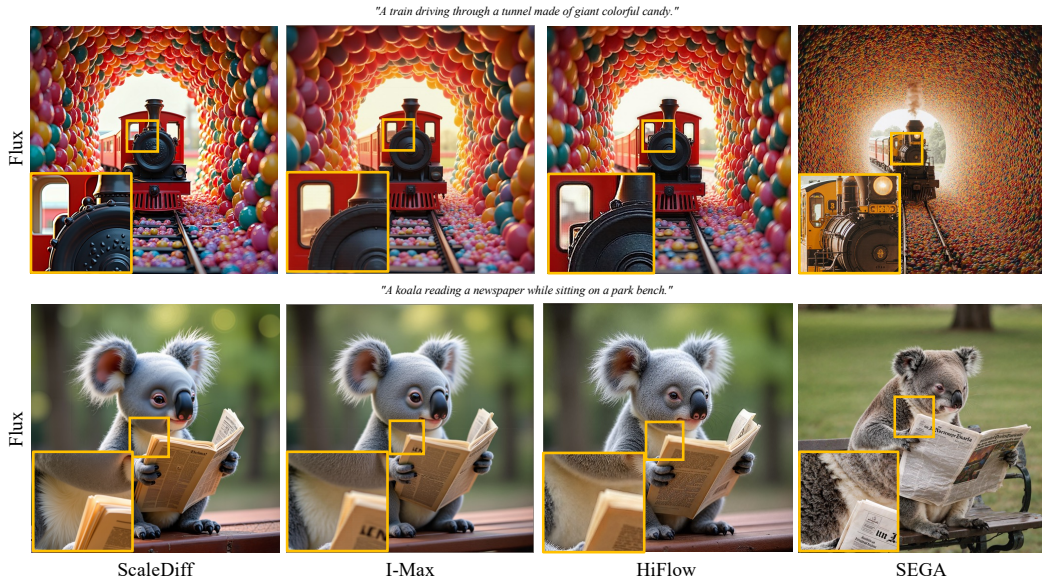 "A train driving through a tunnel made of giant colorful candy."
Flux
"A koala reading a newspaper while sitting on a park bench."
Flux
ScaleDiff
I-Max
HiFlow
SEGA